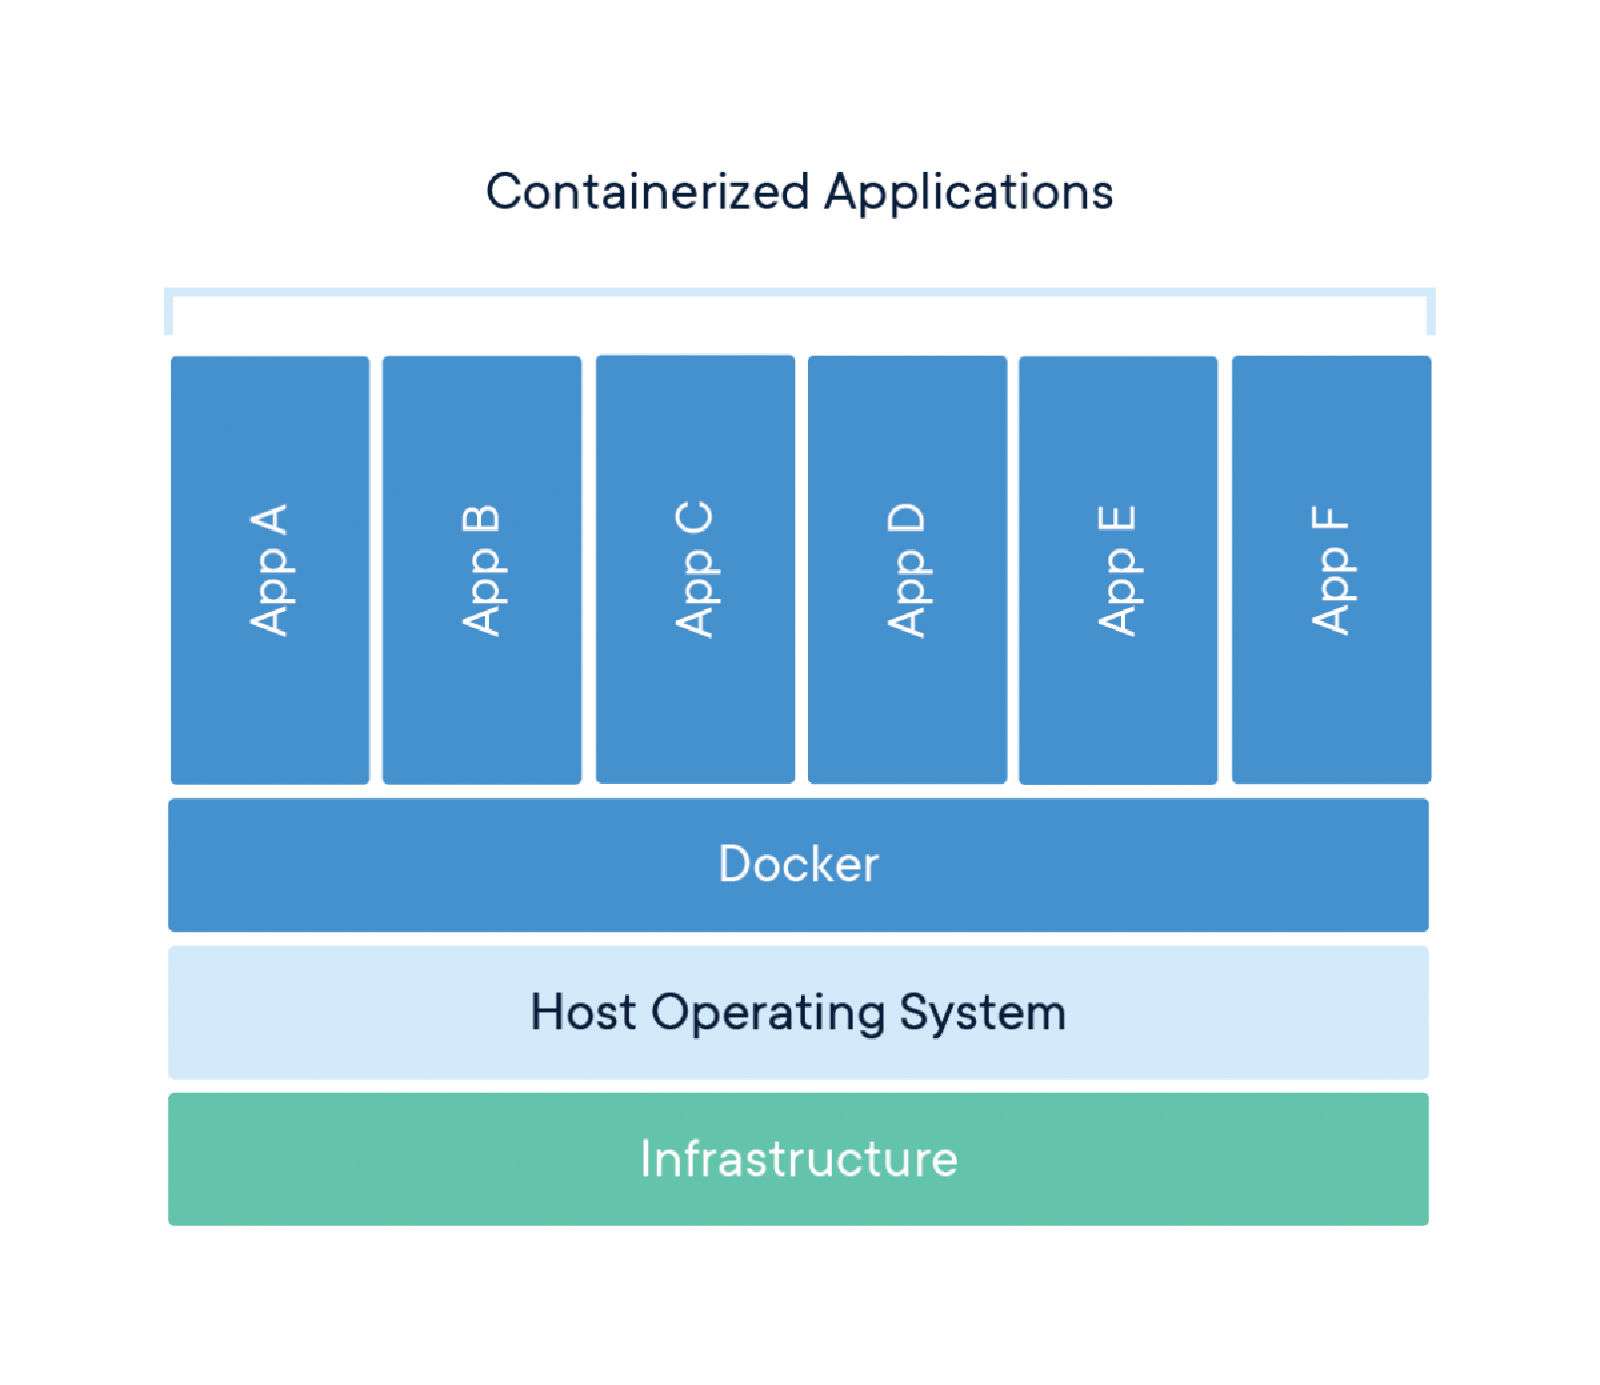 Containerized Applications
App A
App B
App C
App D
App E
App F
Docker
Host Operating System
Infrastructure